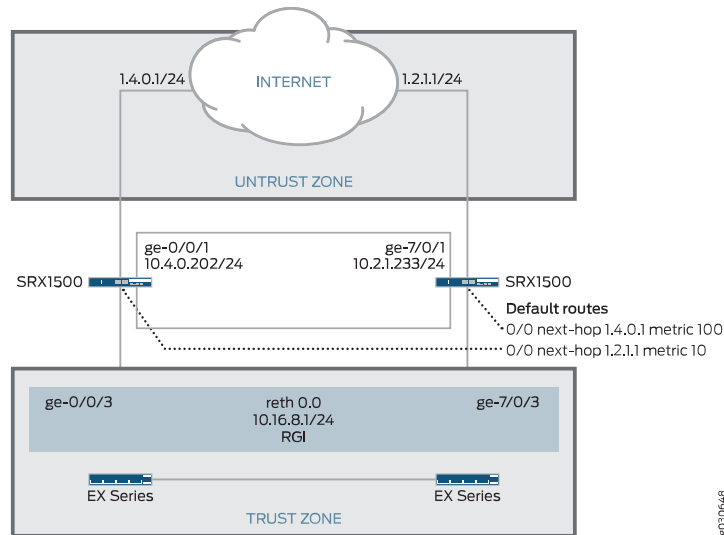 1.4.0.1/24
INTERNET
1.2.1.1/24
UNTRUST ZONE
ge-0/0/1
10.4.0.202/24
ge-7/0/1
10.2.1.233/24
SRX1500
SRX1500
Default routes
0/0 next-hop 1.4.0.1 metric 100
0/0 next-hop 1.2.1.1 metric 10
ge-0/0/3
reth 0.0
10.16.8.1/24
RGI
ge-7/0/3
EX Series
EX Series
TRUST ZONE
g030648